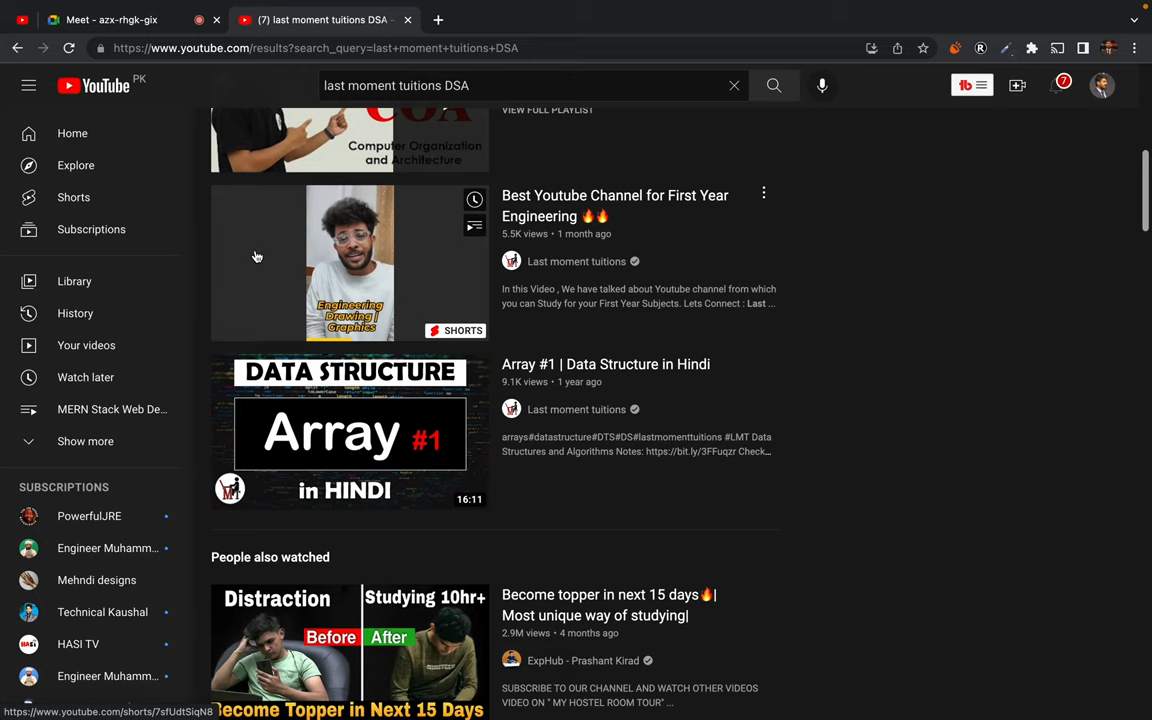 Meet - azx-rhgk-gix
(7) last moment tuitions DSA -
https://www.youtube.com/results?search_query=last+moment+tuitions+DSA
YouTube PK
last moment tuitions DSA
7
Home
Explore
Shorts
Subscriptions
Library
History
Your videos
Watch later
MERN Stack Web De...
Show more
SUBSCRIPTIONS
PowerfulJRE
Engineer Muhamm...
Mehndi designs
Technical Kaushal
HASI TV
Engineer Muhamm...
https://www.youtube.com/shorts/7sfUdtSiqN8
COA
Computer Organization
and Architecture
VIEW FULL PLAYLIST
Engineering
Drawing |
Graphics
SHORTS
Best Youtube Channel for First Year
Engineering 🔥🔥
5.5K views • 1 month ago
Last moment tuitions
In this Video , We have talked about Youtube channel from which
you can Study for your First Year Subjects. Lets Connect : Last ...
DATA STRUCTURE
Array #1
in HINDI
16:11
Array #1 | Data Structure in Hindi
9.1K views • 1 year ago
Last moment tuitions
arrays#datastructure#DTS#DS#lastmomenttuitions #LMT Data
Structures and Algorithms Notes: https://bit.ly/3FFuqzr Check...
People also watched
Distraction
Studying 10hr+
Before After
Become Topper in Next 15 Days
Become topper in next 15 days🔥|
Most unique way of studying|
2.9M views • 4 months ago
ExpHub - Prashant Kirad
SUBSCRIBE TO OUR CHANNEL AND WATCH OTHER VIDEOS
VIDEO ON " MY HOSTEL ROOM TOUR" ...